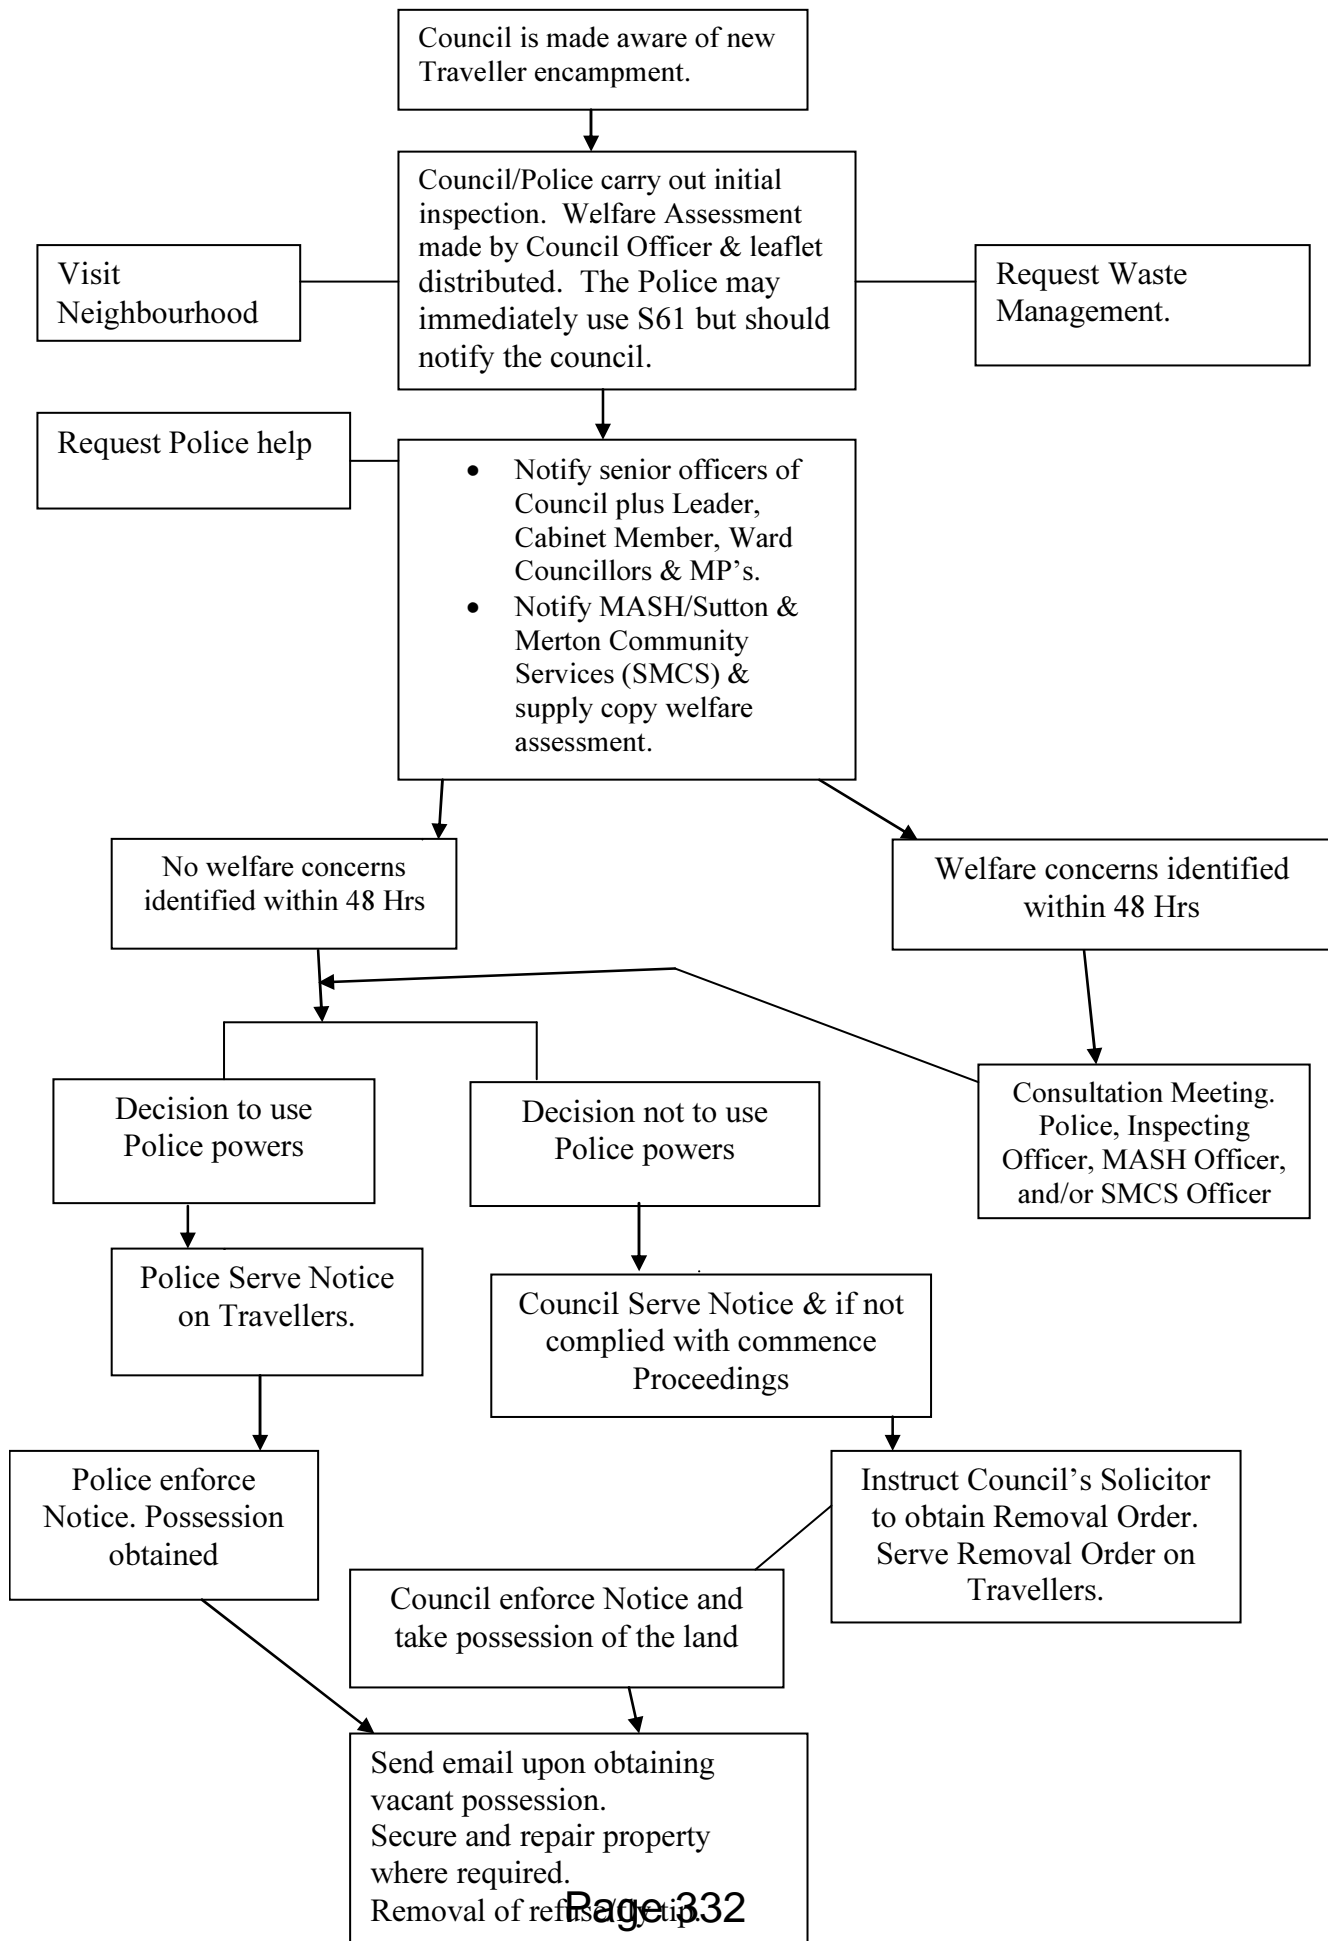 Council is made aware of new
Traveller encampment.
Council/Police carry out initial
inspection.  Welfare Assessment
made by Council Officer & leaflet
distributed.  The Police may
immediately use S61 but should
notify the council.
Visit
Neighbourhood
Request Waste
Management.
Request Police help
• Notify senior officers of
Council plus Leader,
Cabinet Member, Ward
Councillors & MP’s.
• Notify MASH/Sutton &
Merton Community
Services (SMCS) &
supply copy welfare
assessment.
No welfare concerns
identified within 48 Hrs
Welfare concerns identified
within 48 Hrs
Consultation Meeting.
Police, Inspecting
Officer, MASH Officer,
and/or SMCS Officer
Decision to use
Police powers
Decision not to use
Police powers
Police Serve Notice
on Travellers.
Council Serve Notice & if not
complied with commence
Proceedings
Police enforce
Notice. Possession
obtained
Instruct Council’s Solicitor
to obtain Removal Order.
Serve Removal Order on
Travellers.
Council enforce Notice and
take possession of the land
Send email upon obtaining
vacant possession.
Secure and repair property
where required.
Removal of refuse/fly tip.
Page 332